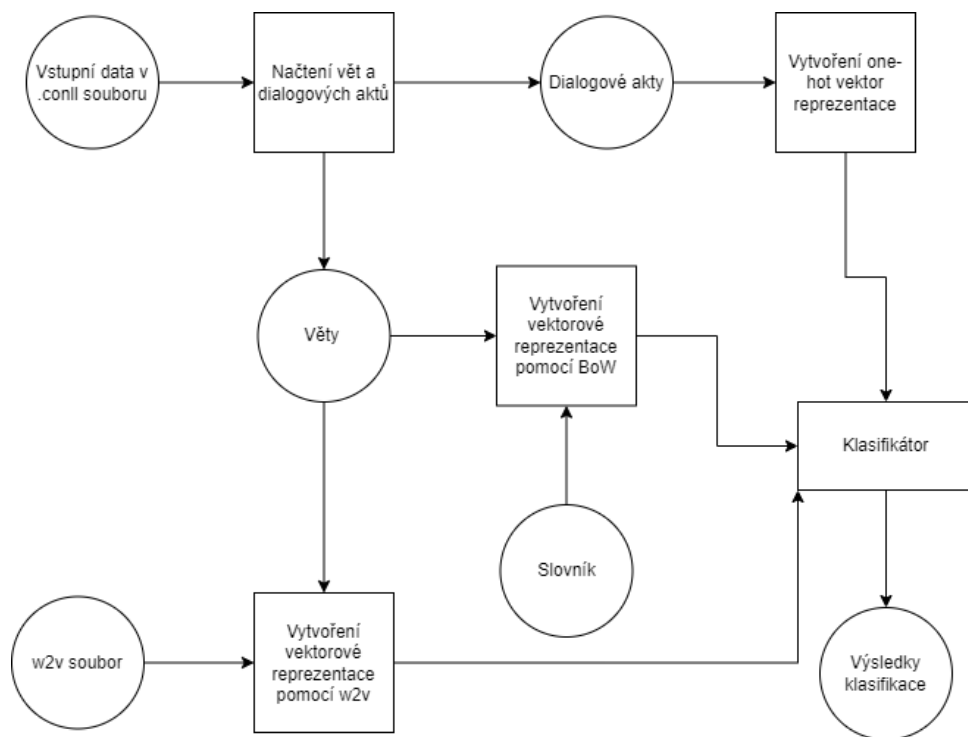 Vstupní data v
.conll souboru
Načtení vět a
dialogových aktů
Dialogové akty
Vytvoření one-
hot vektor
reprezentace
Věty
Vytvoření
vektorové
reprezentace
pomocí BoW
Klasifikátor
Slovník
w2v soubor
Vytvoření
vektorové
reprezentace
pomocí w2v
Výsledky
klasifikace